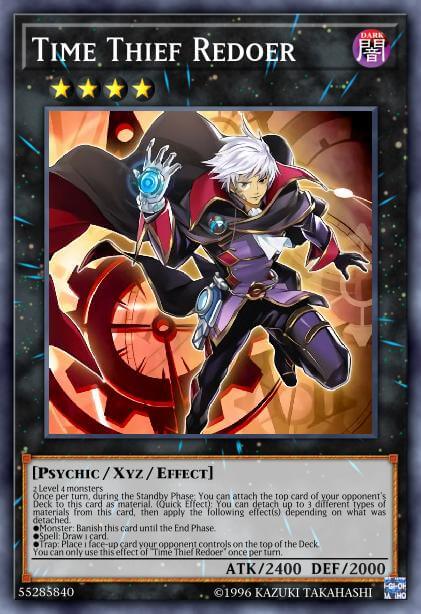 TIME THIEF REDOER
DARK
闇
[PSYCHIC / XYZ / EFFECT]
2 Level 4 monsters
Once per turn, during the Standby Phase: You can attach the top card of your opponent's
Deck to this card as material. (Quick Effect): You can detach up to 3 different types of
materials from this card, then apply the following effect(s) depending on what was
detached.
●Monster: Banish this card until the End Phase.
●Spell: Draw 1 card.
●Trap: Place 1 face-up card your opponent controls on the top of the Deck.
You can only use this effect of "Time Thief Redoer" once per turn.
ATK/2400 DEF/2000
55285840 ©1996 KAZUKI TAKAHASHI